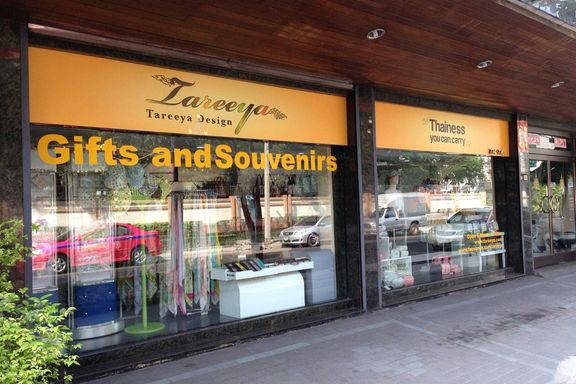 Tareeya
Tareeya Design
Gifts and Souvenirs
Thainess
you can carry